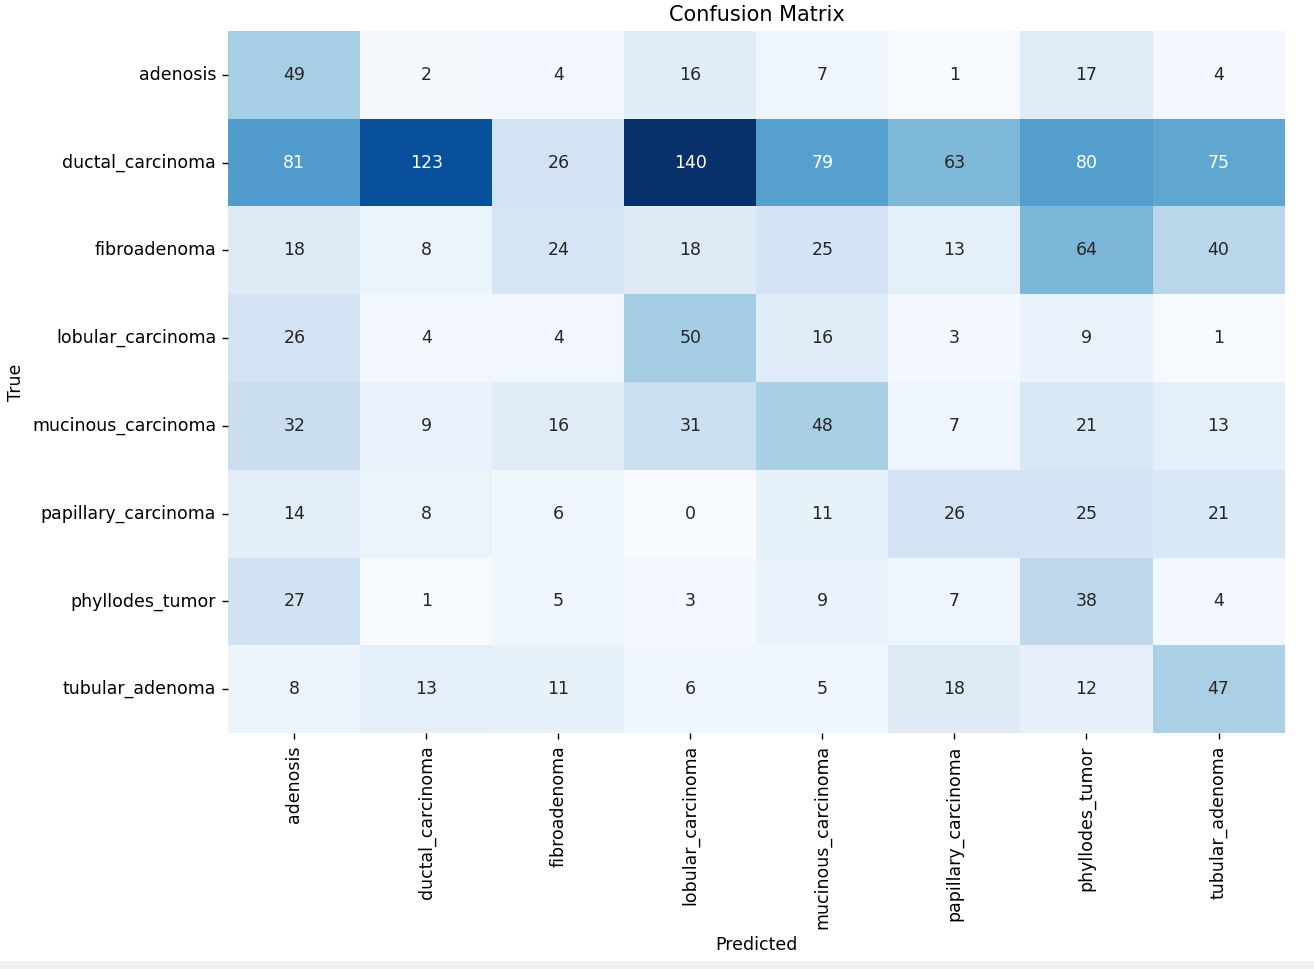 Confusion Matrix
adenosis 49 2 4 16 7 1 17 4
ductal_carcinoma 81 123 26 140 79 63 80 75
fibroadenoma 18 8 24 18 25 13 64 40
lobular_carcinoma 26 4 4 50 16 3 9 1
mucinous_carcinoma 32 9 16 31 48 7 21 13
papillary_carcinoma 14 8 6 0 11 26 25 21
phyllodes_tumor 27 1 5 3 9 7 38 4
tubular_adenoma 8 13 11 6 5 18 12 47
True
adenosis
ductal_carcinoma
fibroadenoma
lobular_carcinoma
mucinous_carcinoma
papillary_carcinoma
phyllodes_tumor
tubular_adenoma
Predicted